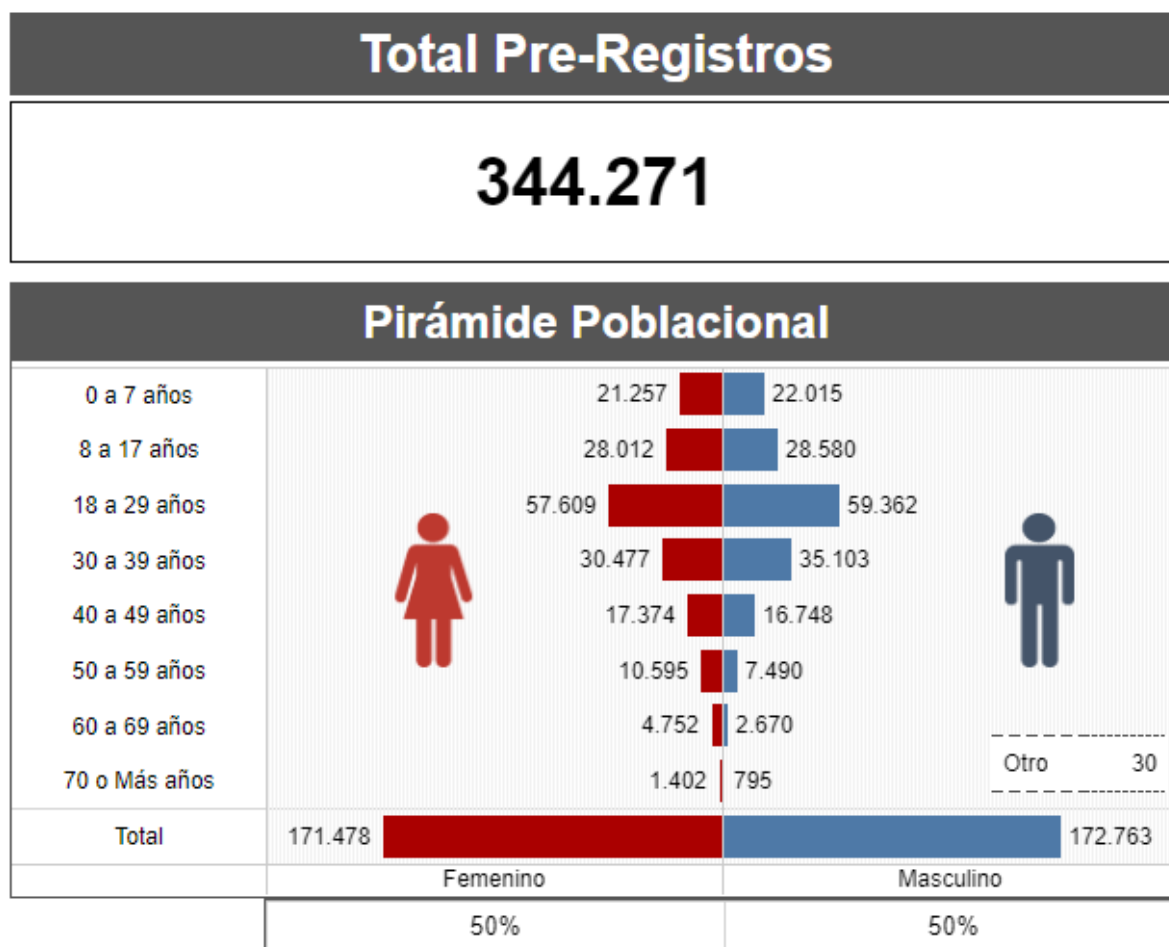 Total Pre-Registros
344.271
Pirámide Poblacional
0 a 7 años 21.257 22.015
8 a 17 años 28.012 28.580
18 a 29 años 57.609 59.362
30 a 39 años 30.477 35.103
40 a 49 años 17.374 16.748
50 a 59 años 10.595 7.490
60 a 69 años 4.752 2.670
Otro 30
70 o Más años 1.402 795
Total 171.478 172.763
Femenino Masculino
50% 50%